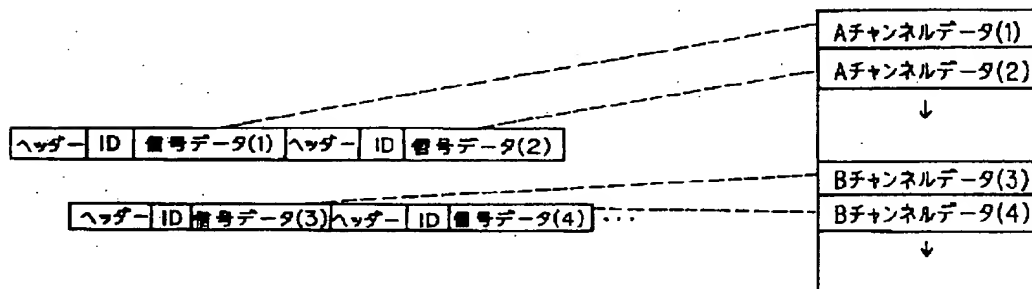 Aチャンネルデータ(1)
Aチャンネルデータ(2)
↓
ヘッダー ID 信号データ(1) ヘッダー ID 信号データ(2)
Bチャンネルデータ(3)
ヘッダー ID 信号データ(3) ヘッダー ID 信号データ(4) ...
Bチャンネルデータ(4)
↓